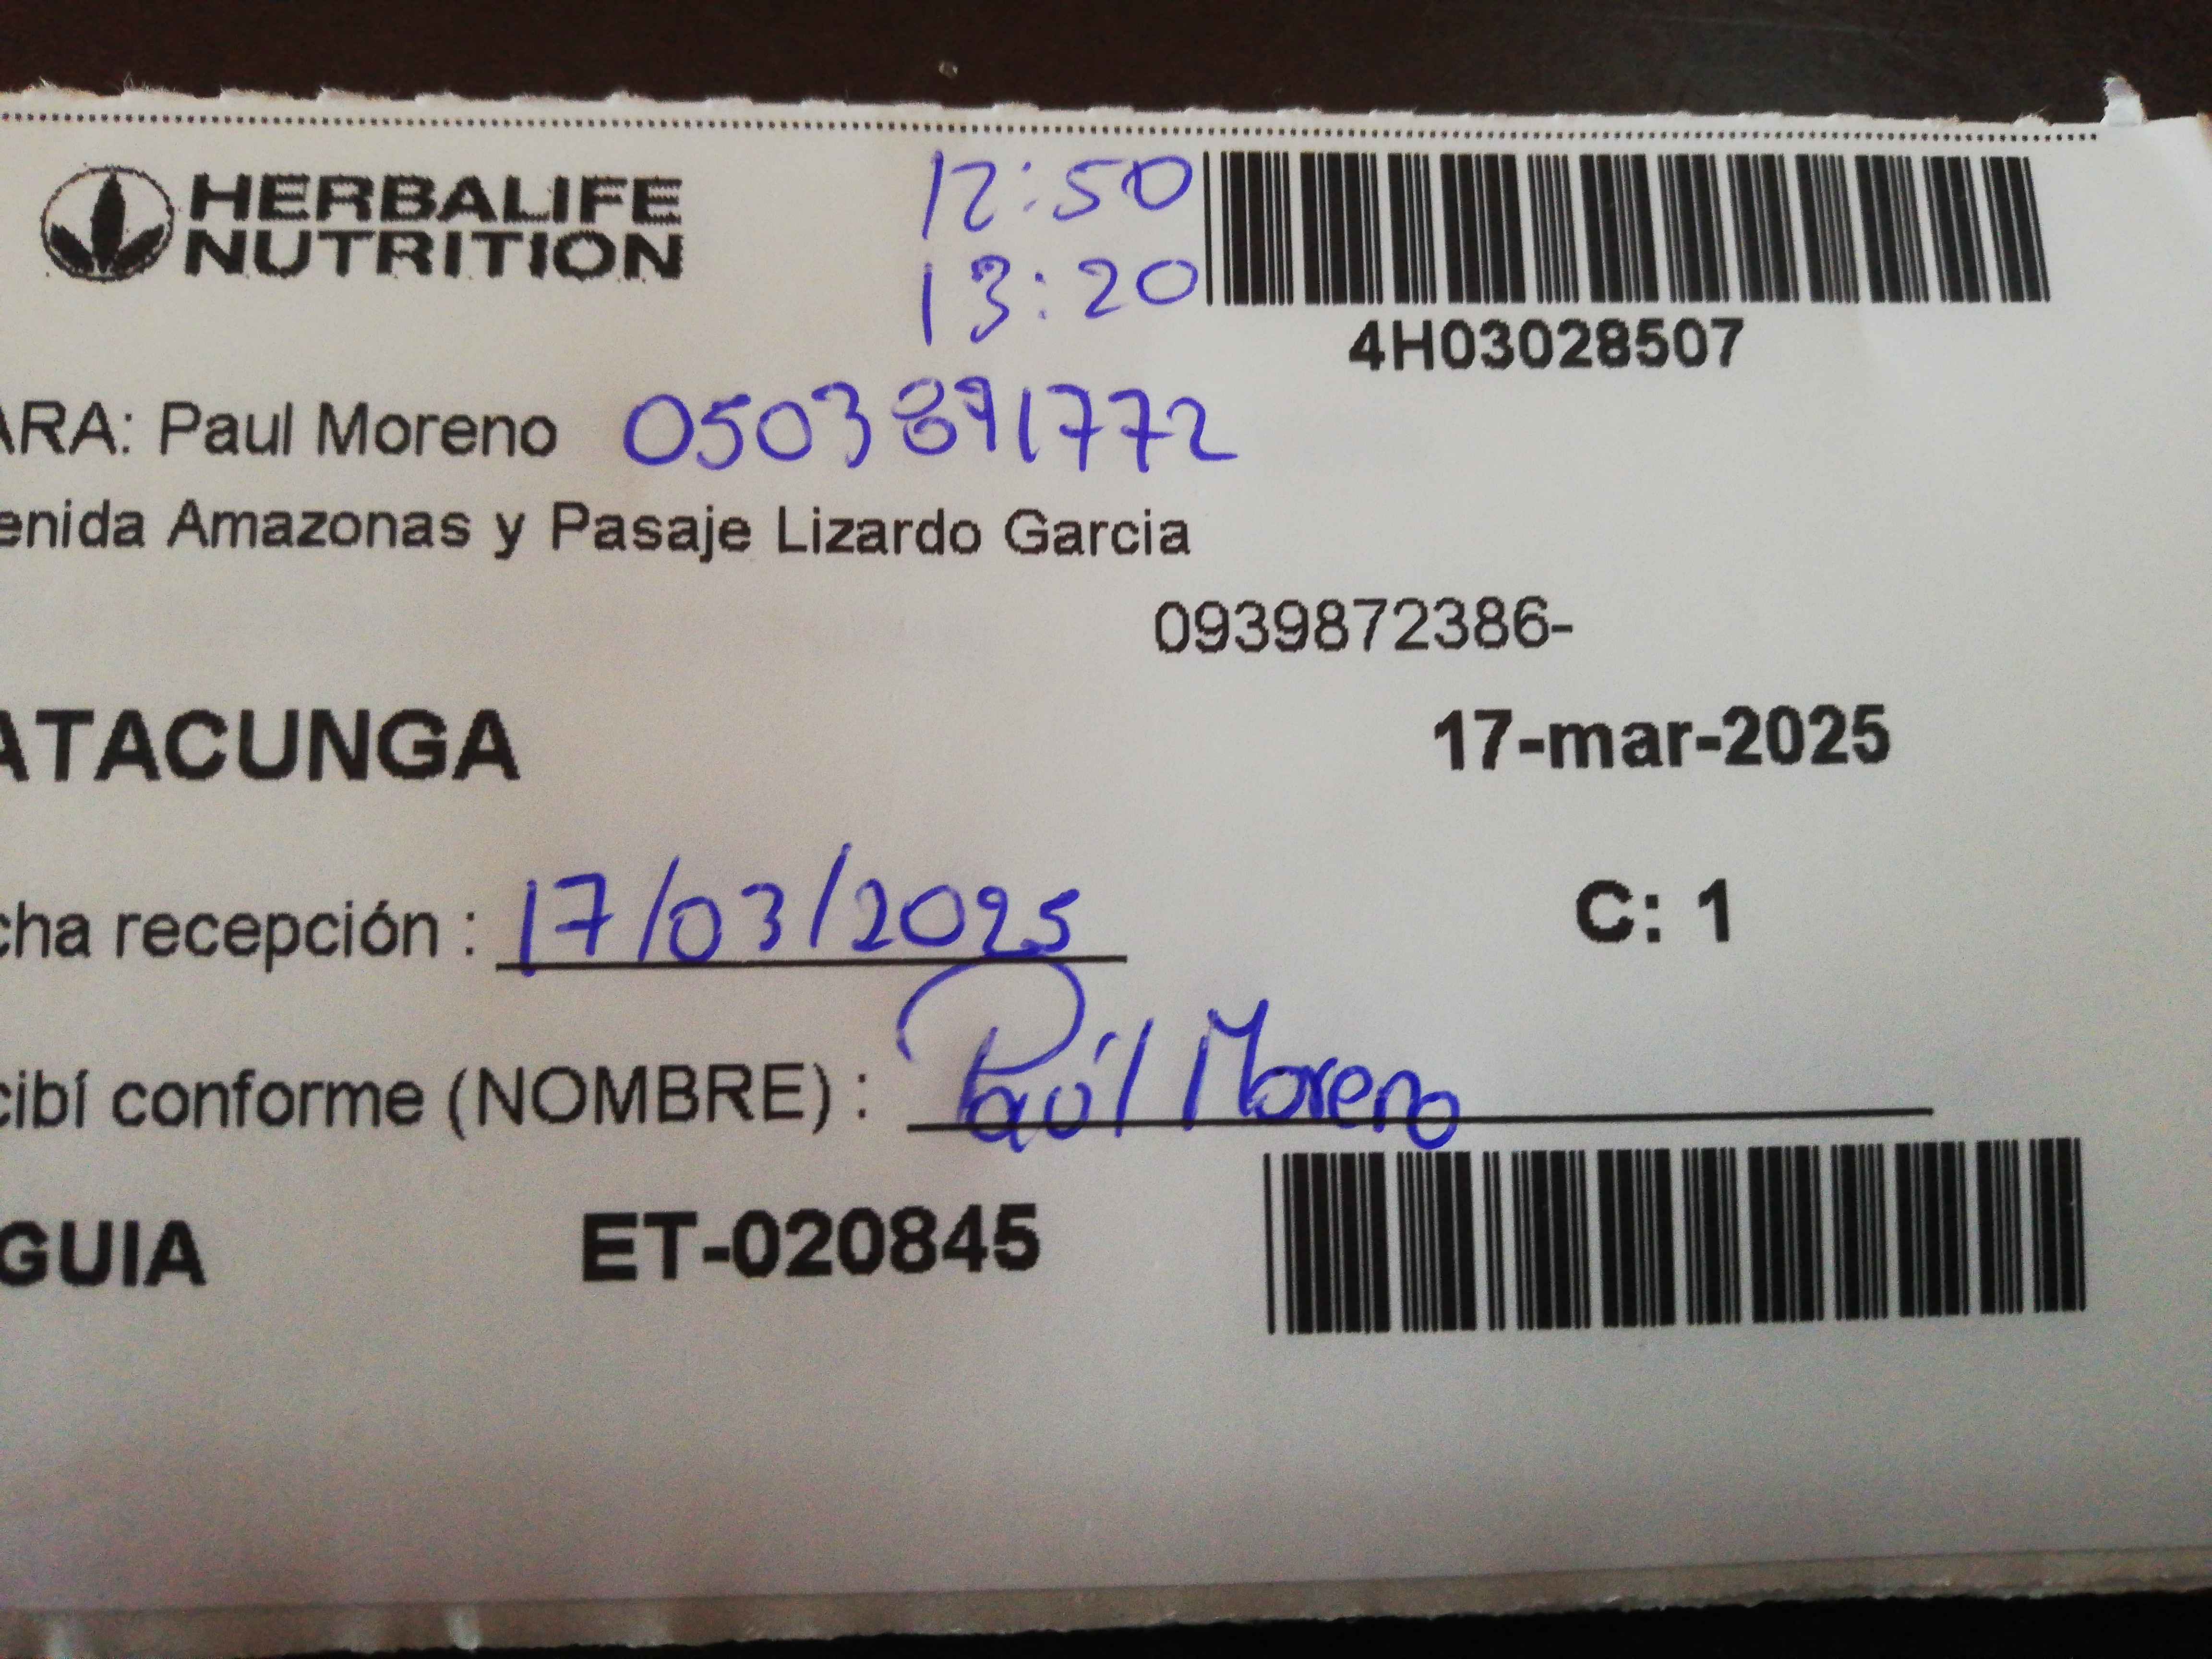 HERBALIFE
NUTRITION
12:50
13:20
4H03028507
ARA: Paul Moreno 0503891772
enida Amazonas y Pasaje Lizardo Garcia
0939872386-
ATACUNGA 17-mar-2025
cha recepción : 17/03/2025 C: 1
cibí conforme (NOMBRE) : Paúl Moreno
GUIA ET-020845